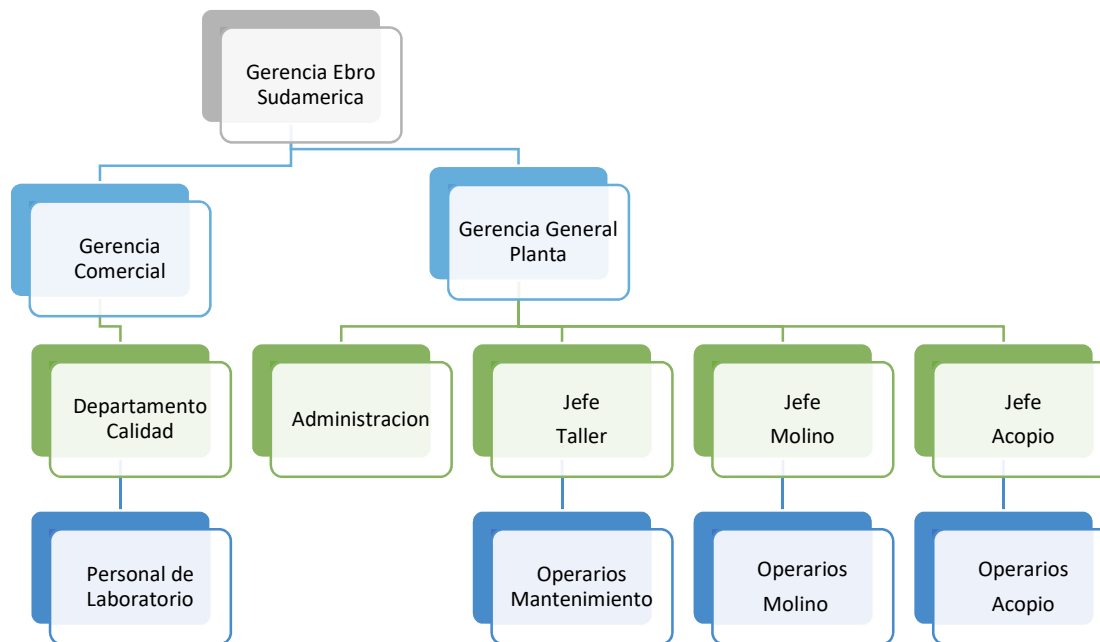 Gerencia Ebro
Sudamerica
Gerencia
Comercial
Gerencia General
Planta
Departamento
Calidad
Administracion
Jefe
Taller
Jefe
Molino
Jefe
Acopio
Personal de
Laboratorio
Operarios
Mantenimiento
Operarios
Molino
Operarios
Acopio